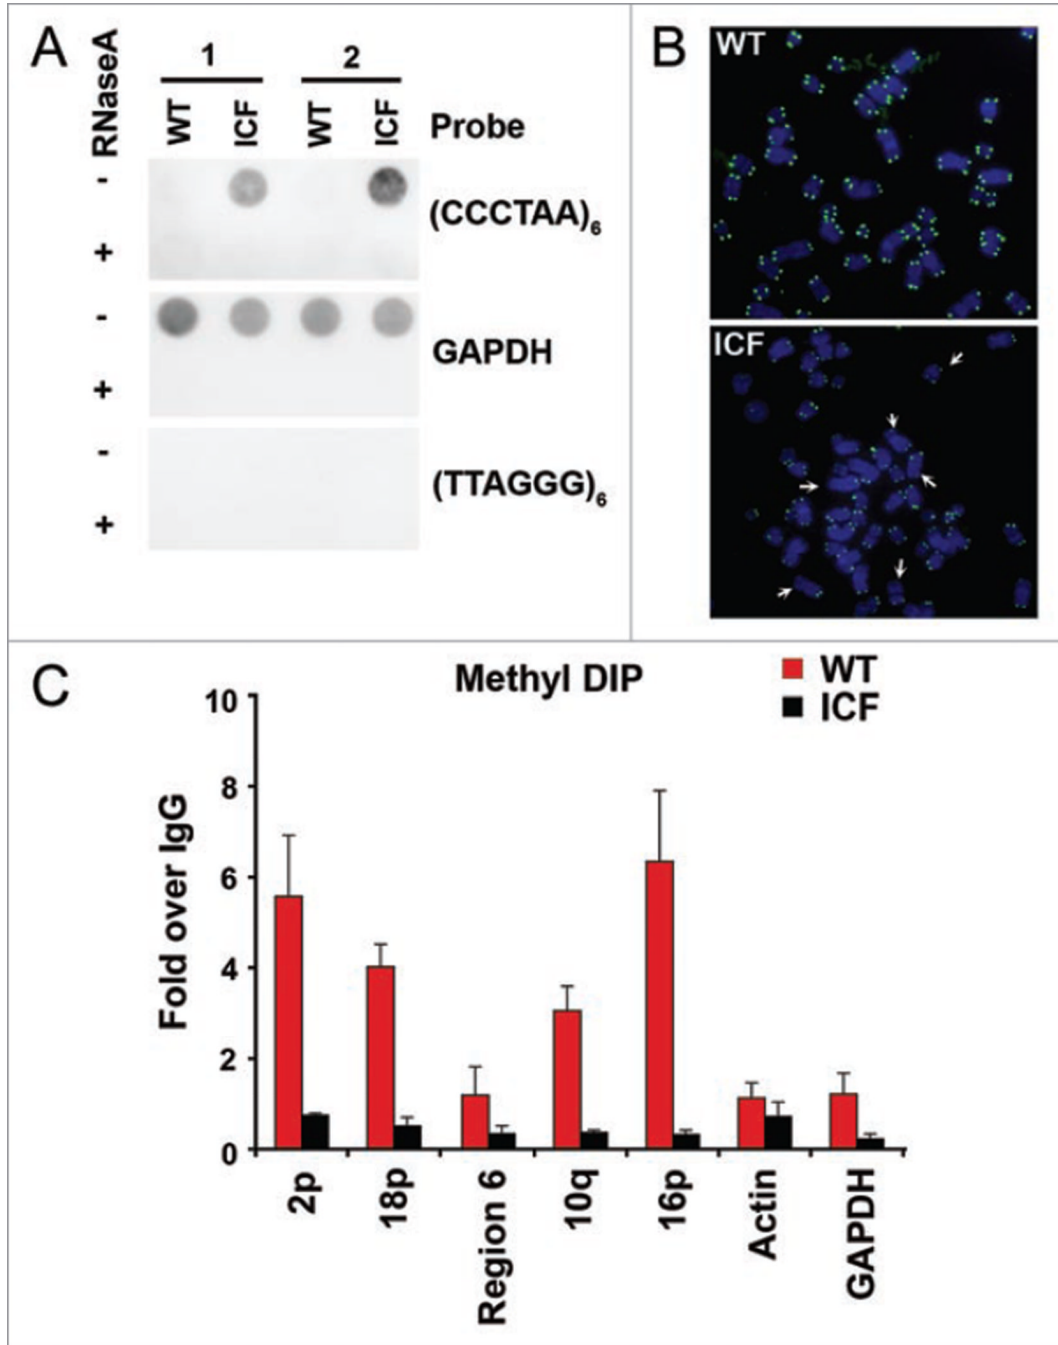 A
RNaseA
1 2
WT ICF WT ICF Probe
- (CCCTAA)6
+
- GAPDH
+
- (TTAGGG)6
+
B
WT
ICF
C
Methyl DIP
WT
ICF
Fold over IgG
10
8
6
4
2
0
2p 18p Region 6 10q 16p Actin GAPDH